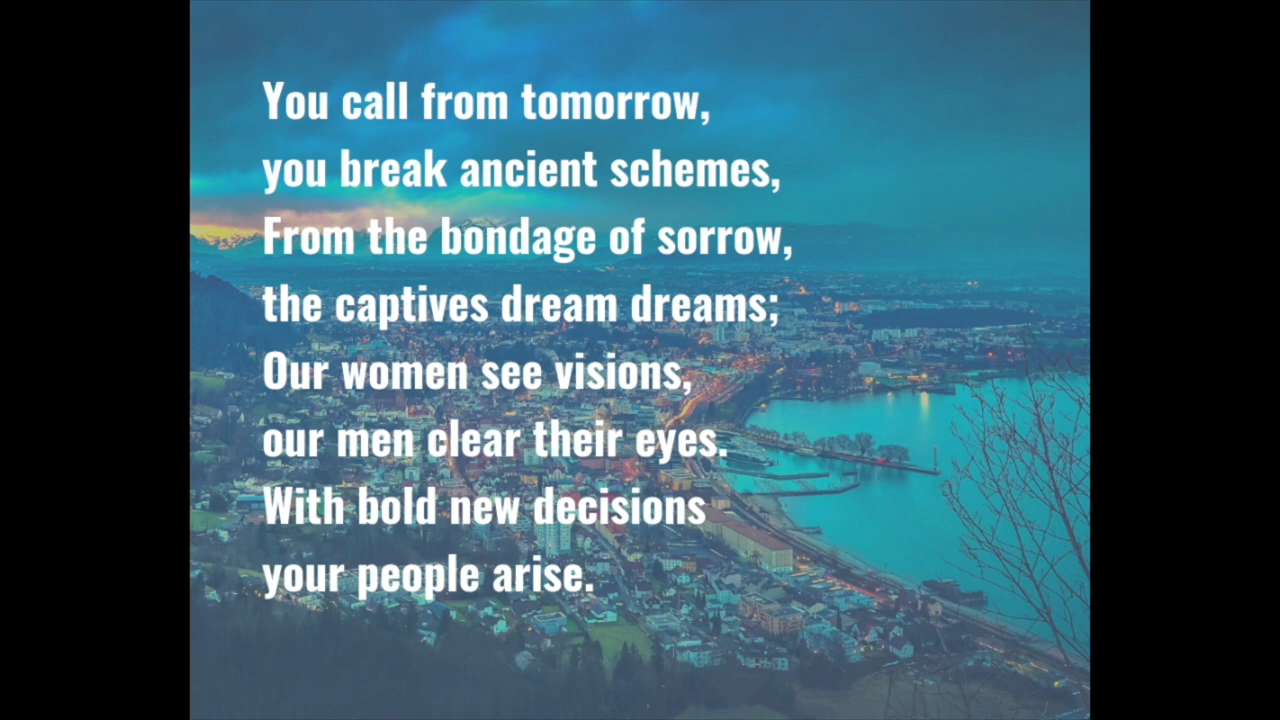 You call from tomorrow,
you break ancient schemes,
From the bondage of sorrow,
the captives dream dreams;
Our women see visions,
our men clear their eyes.
With bold new decisions
your people arise.